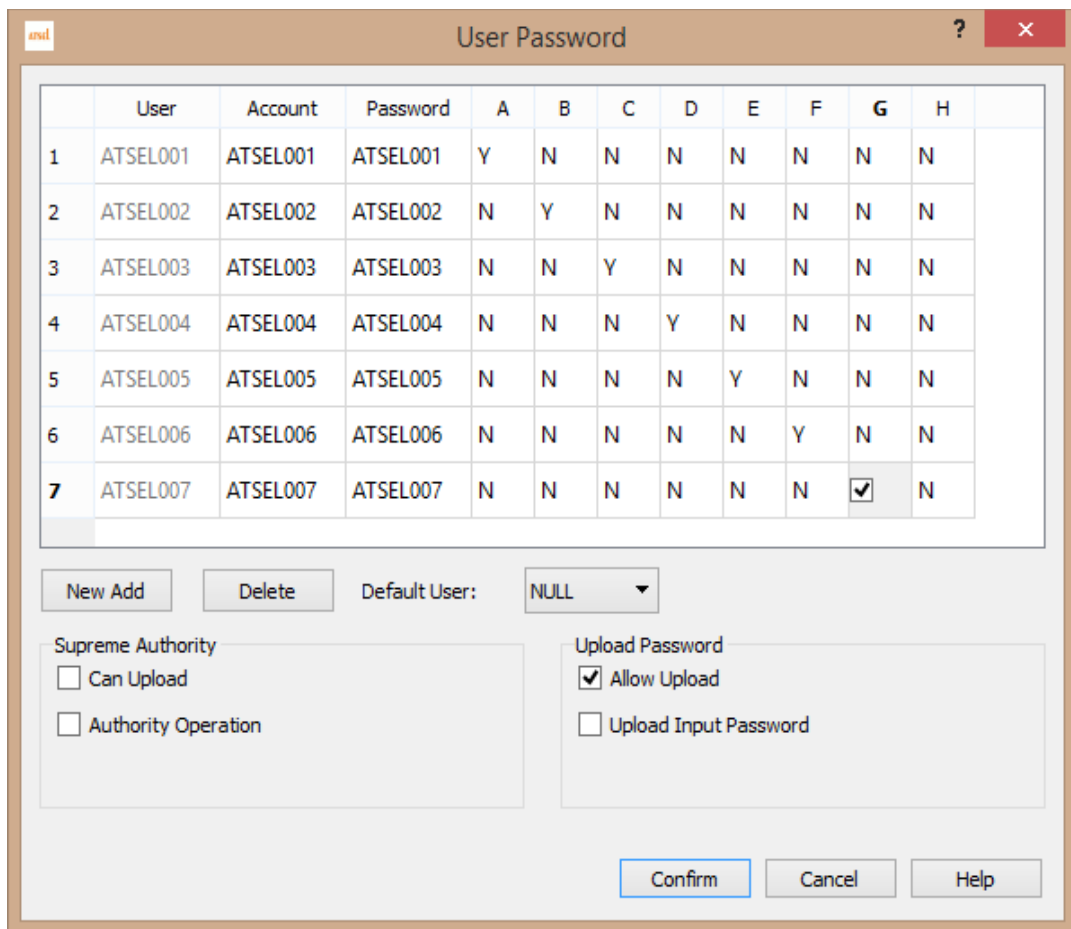 atsel
User Password
?
User Account Password A B C D E F G H
1 ATSEL001 ATSEL001 ATSEL001 Y N N N N N N N
2 ATSEL002 ATSEL002 ATSEL002 N Y N N N N N N
3 ATSEL003 ATSEL003 ATSEL003 N N Y N N N N N
4 ATSEL004 ATSEL004 ATSEL004 N N N Y N N N N
5 ATSEL005 ATSEL005 ATSEL005 N N N N Y N N N
6 ATSEL006 ATSEL006 ATSEL006 N N N N N Y N N
7 ATSEL007 ATSEL007 ATSEL007 N N N N N N N
New Add Delete Default User: NULL
Supreme Authority Upload Password
Can Upload Allow Upload
Authority Operation Upload Input Password
Confirm Cancel Help